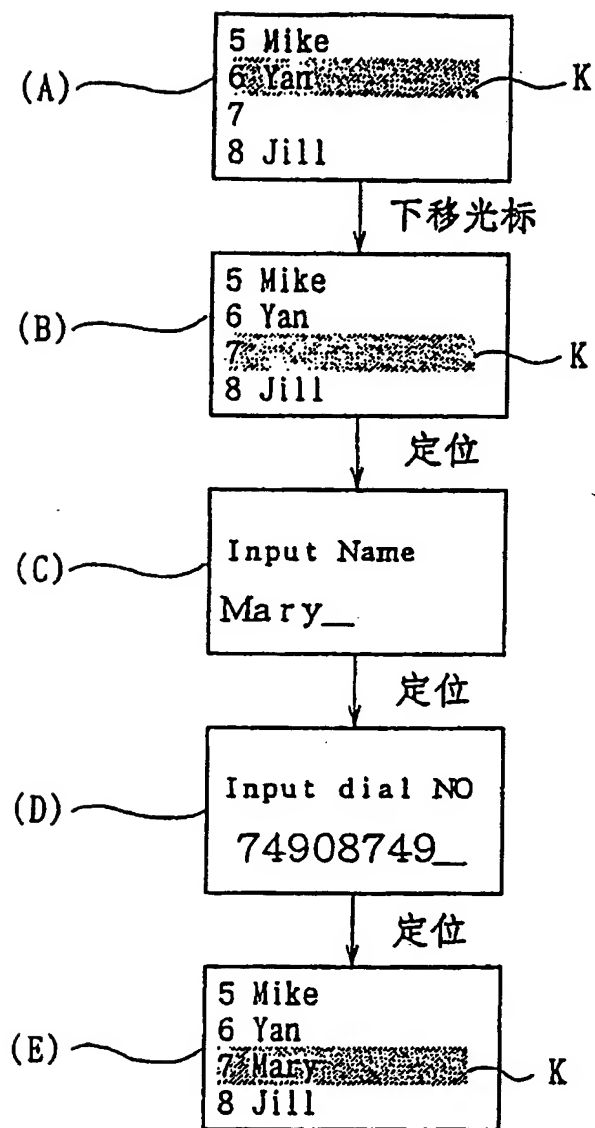 5 Mike
(A) 6 Yan K
7
8 Jill
下移光标
5 Mike
(B) 6 Yan
7 K
8 Jill
定位
(C) Input Name
Mary_
定位
(D) Input dial NO
74908749_
定位
5 Mike
6 Yan
(E) 7 Mary K
8 Jill